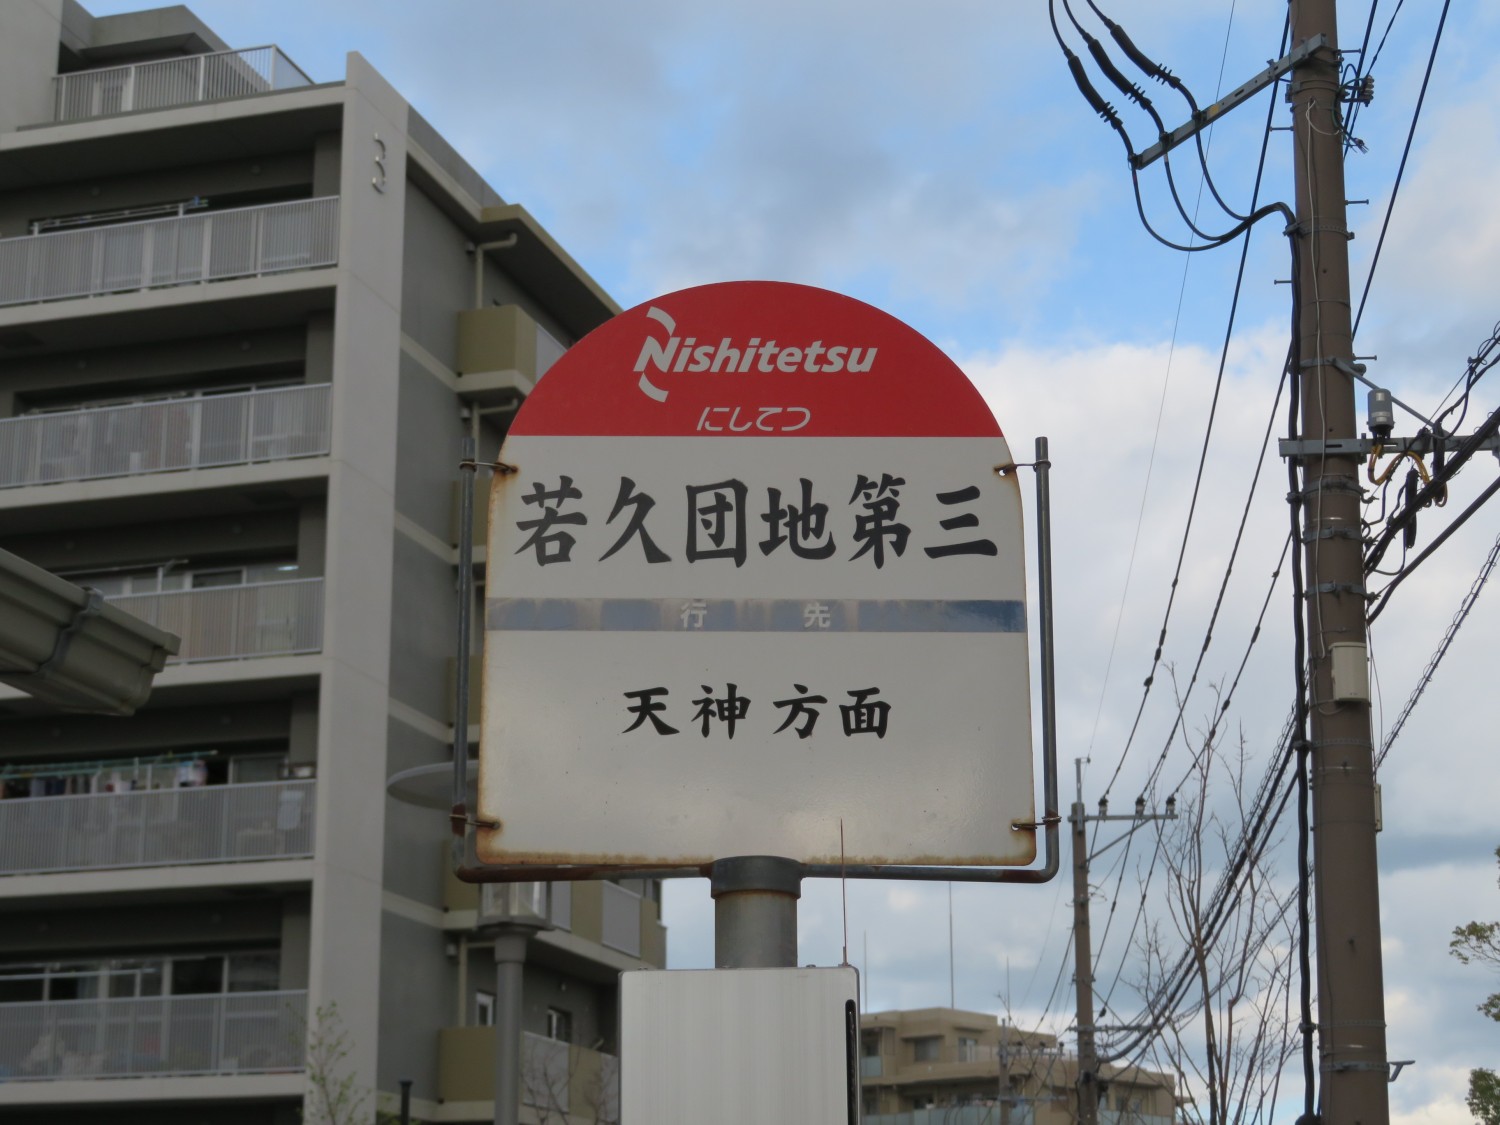 3
Nishitetsu
にしてつ
若久団地第三
行先
天神方面